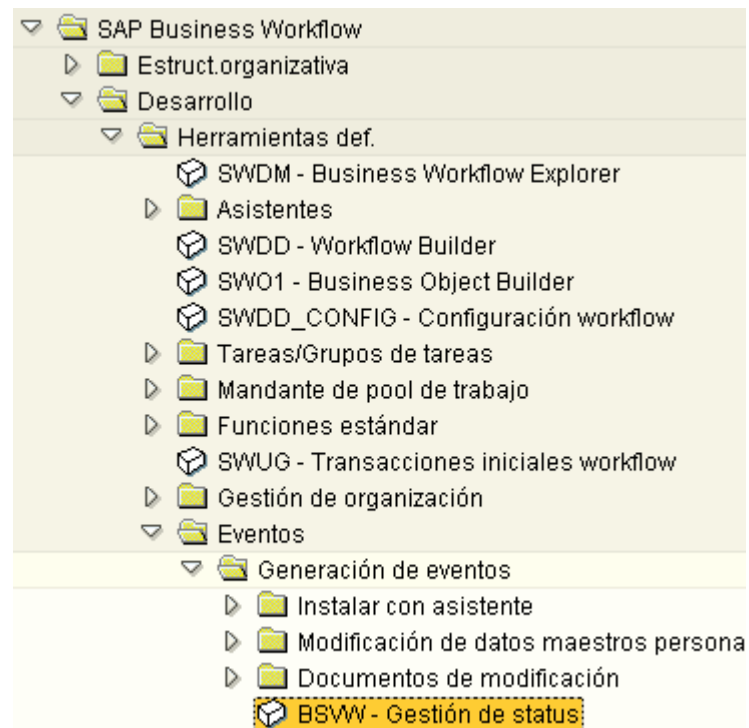 SAP Business Workflow
Estruct.organizativa
Desarrollo
Herramientas def.
SWDM - Business Workflow Explorer
Asistentes
SWDD - Workflow Builder
SWO1 - Business Object Builder
SWDD_CONFIG - Configuración workflow
Tareas/Grupos de tareas
Mandante de pool de trabajo
Funciones estándar
SWUG - Transacciones iniciales workflow
Gestión de organización
Eventos
Generación de eventos
Instalar con asistente
Modificación de datos maestros persona
Documentos de modificación
BSVW - Gestión de status